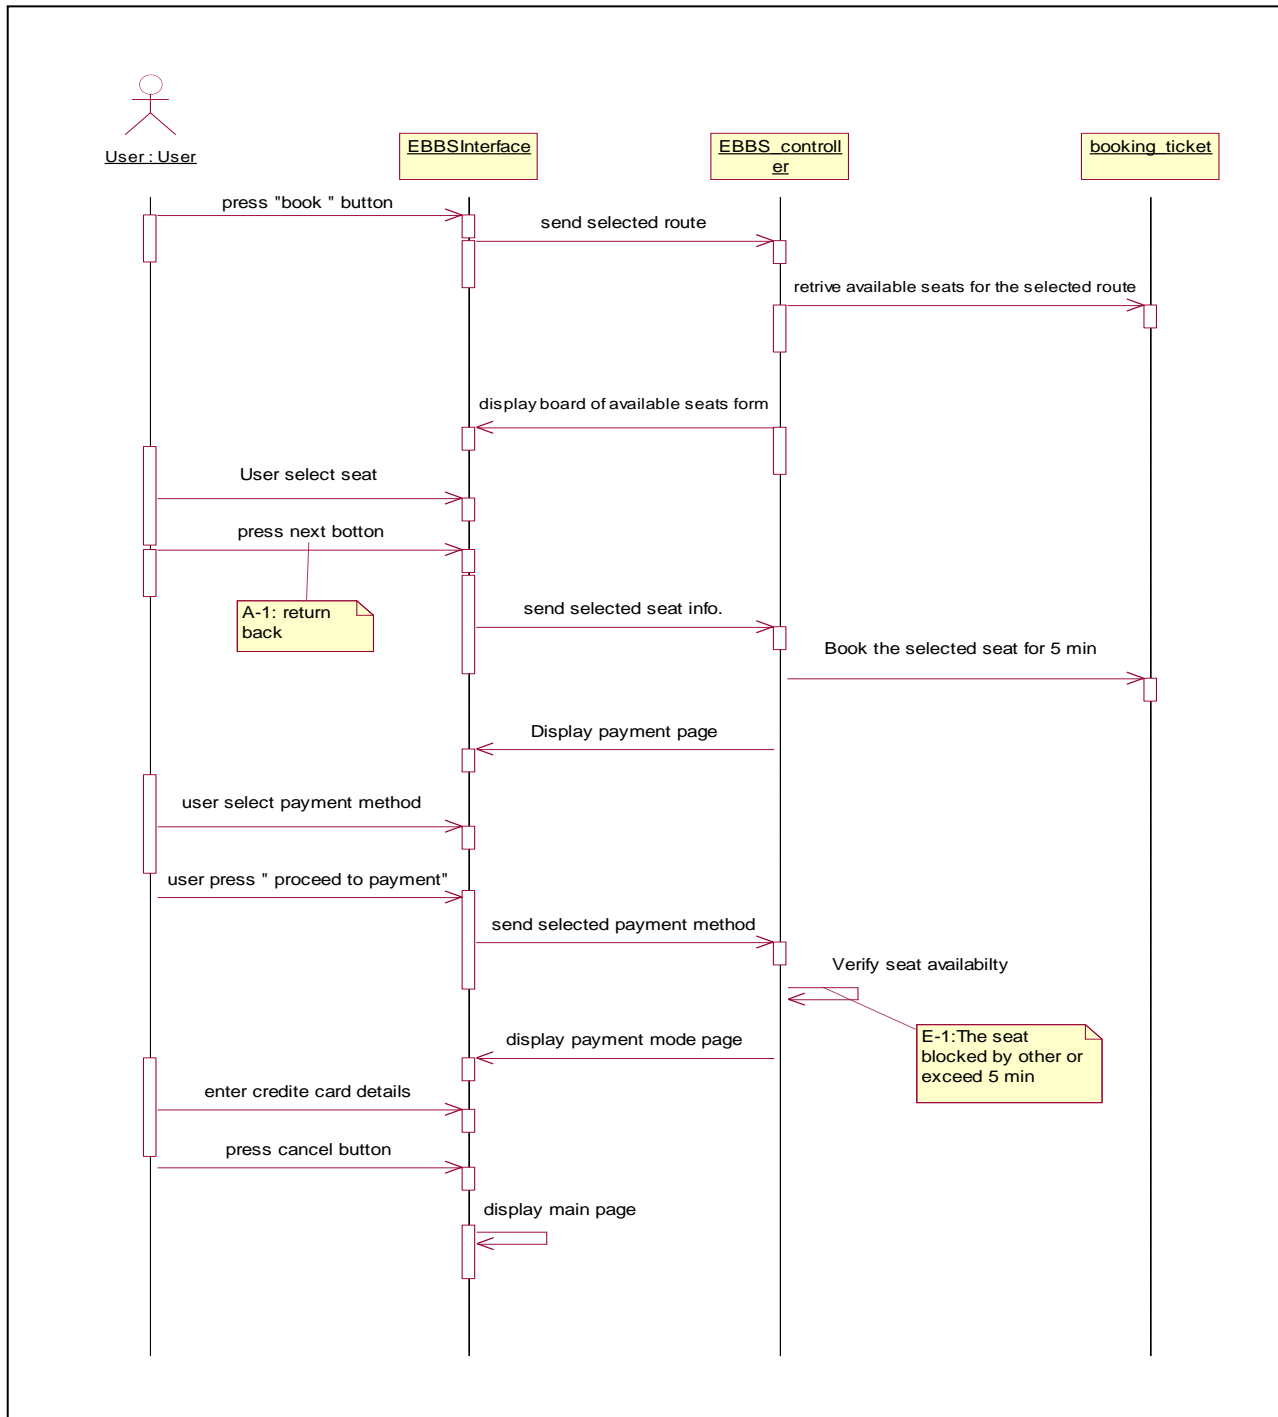 User : User
EBBSInterface
EBBS_controll
er
booking_ticket
press "book " button
send selected route
retrive available seats for the selected route
display board of available seats form
User select seat
press next botton
A-1: return
back
send selected seat info.
Book the selected seat for 5 min
Display payment page
user select payment method
user press " proceed to payment"
send selected payment method
Verify seat availabilty
E-1:The seat
blocked by other or
exceed 5 min
display payment mode page
enter credite card details
press cancel button
display main page